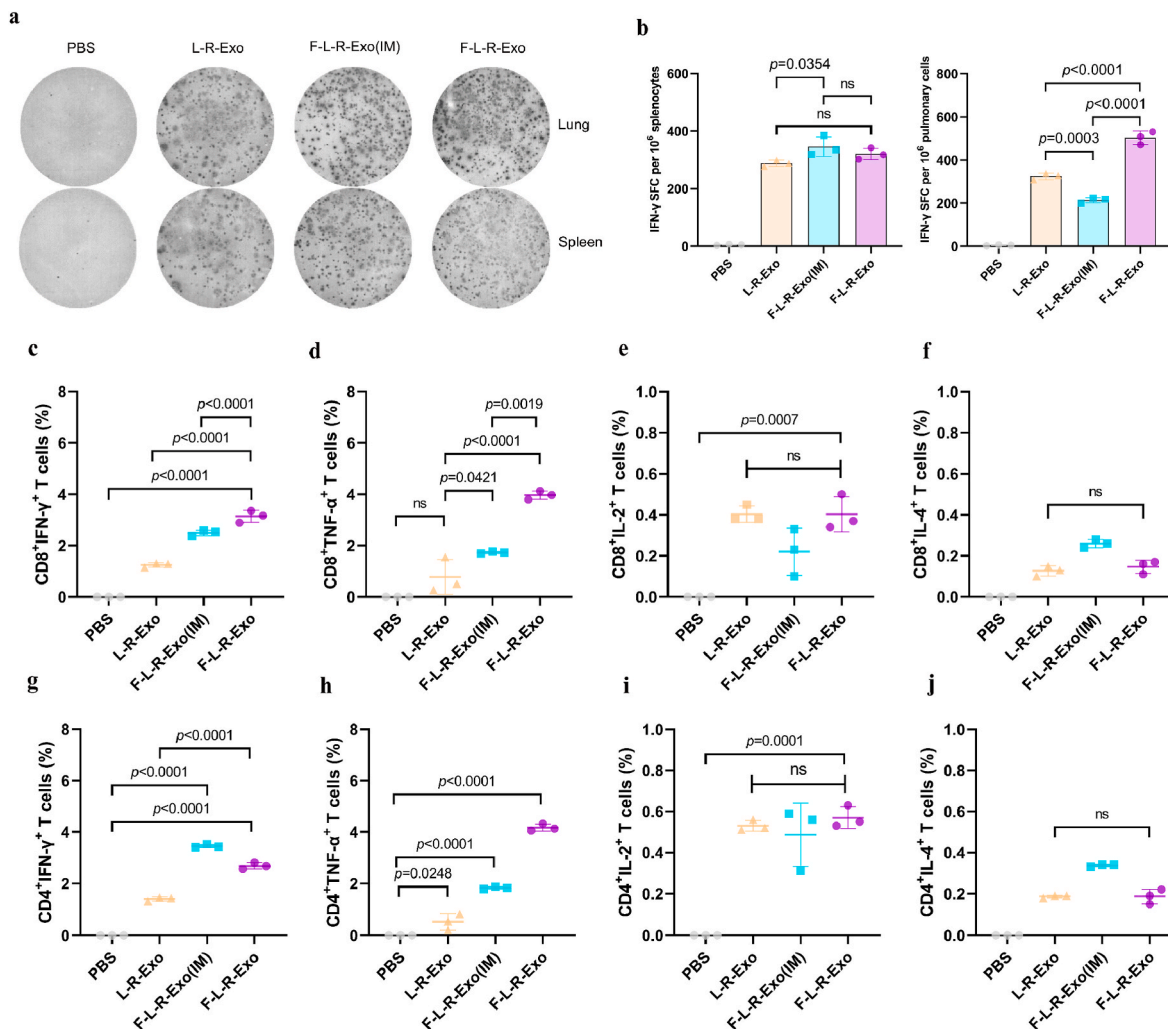 a
PBS
L-R-Exo
F-L-R-Exo(IM)
F-L-R-Exo
Lung
Spleen
b
IFN-γ SFC per 10⁶ splenocytes
600
400
200
0
p=0.0354
ns
ns
PBS
L-R-Exo
F-L-R-Exo(IM)
F-L-R-Exo
IFN-γ SFC per 10⁶ pulmonary cells
800
600
400
200
0
p<0.0001
p<0.0001
p=0.0003
PBS
L-R-Exo
F-L-R-Exo(IM)
F-L-R-Exo
c
CD8⁺IFN-γ⁺ T cells (%)
8
6
4
2
0
p<0.0001
p<0.0001
p<0.0001
PBS
L-R-Exo
F-L-R-Exo(IM)
F-L-R-Exo
d
CD8⁺TNF-α⁺ T cells (%)
8
6
4
2
0
p=0.0019
p<0.0001
p=0.0421
ns
PBS
L-R-Exo
F-L-R-Exo(IM)
F-L-R-Exo
e
CD8⁺IL-2⁺ T cells (%)
1.0
0.8
0.6
0.4
0.2
0.0
p=0.0007
ns
PBS
L-R-Exo
F-L-R-Exo(IM)
F-L-R-Exo
f
CD8⁺IL-4⁺ T cells (%)
1.0
0.8
0.6
0.4
0.2
0.0
ns
PBS
L-R-Exo
F-L-R-Exo(IM)
F-L-R-Exo
g
CD4⁺IFN-γ⁺ T cells (%)
8
6
4
2
0
p<0.0001
p<0.0001
p<0.0001
PBS
L-R-Exo
F-L-R-Exo(IM)
F-L-R-Exo
h
CD4⁺TNF-α⁺ T cells (%)
8
6
4
2
0
p<0.0001
p<0.0001
p=0.0248
PBS
L-R-Exo
F-L-R-Exo(IM)
F-L-R-Exo
i
CD4⁺IL-2⁺ T cells (%)
1.0
0.8
0.6
0.4
0.2
0.0
p=0.0001
ns
PBS
L-R-Exo
F-L-R-Exo(IM)
F-L-R-Exo
j
CD4⁺IL-4⁺ T cells (%)
1.0
0.8
0.6
0.4
0.2
0.0
ns
PBS
L-R-Exo
F-L-R-Exo(IM)
F-L-R-Exo